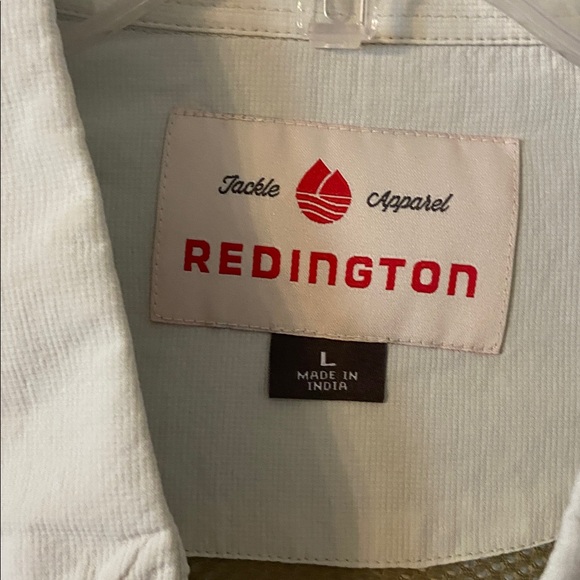 Tackle Apparel
REDINGTON
L
MADE IN
INDIA